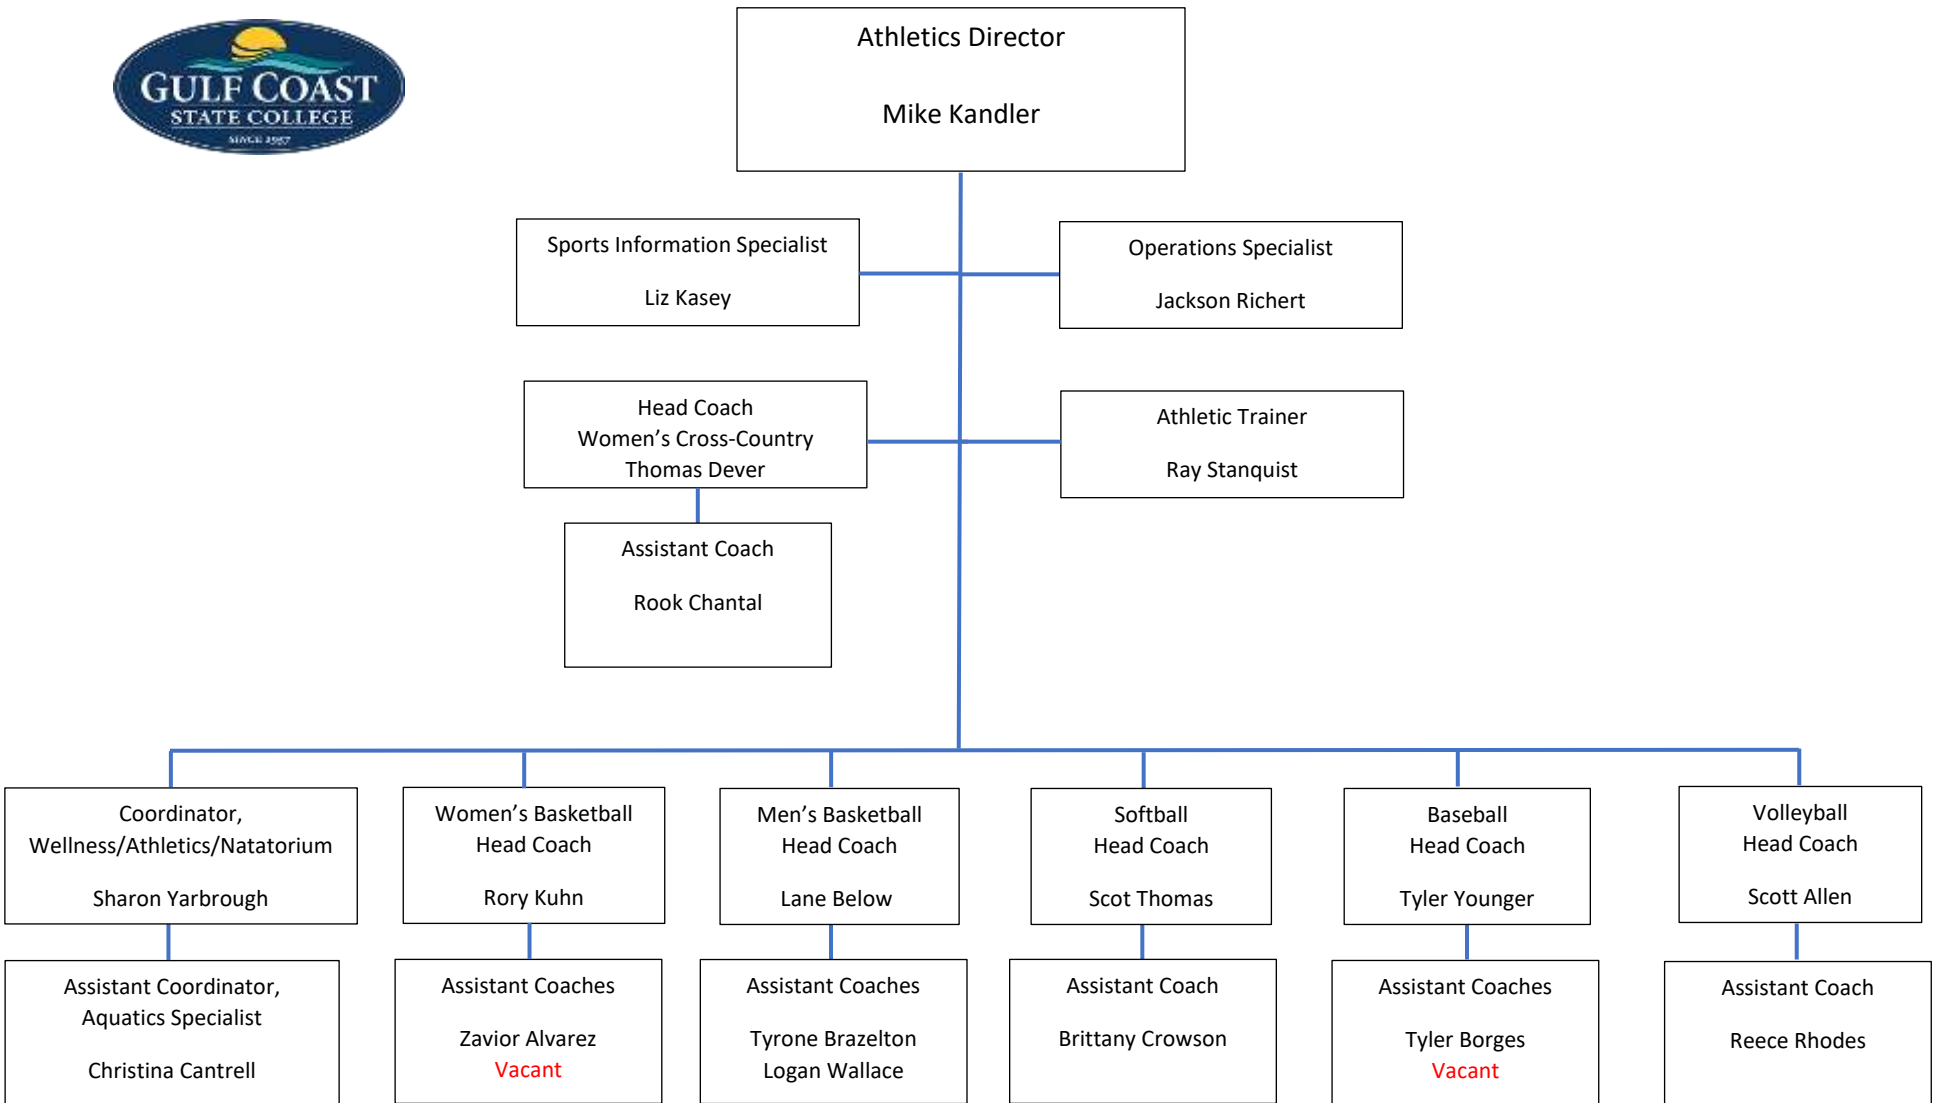 GULF COAST
STATE COLLEGE
SINCE 1957
Athletics Director
Mike Kandler
Sports Information Specialist
Liz Kasey
Operations Specialist
Jackson Richert
Head Coach
Women's Cross-Country
Thomas Dever
Athletic Trainer
Ray Stanquist
Assistant Coach
Rook Chantal
Coordinator,
Wellness/Athletics/Natatorium
Sharon Yarbrough
Women's Basketball
Head Coach
Rory Kuhn
Men's Basketball
Head Coach
Lane Below
Softball
Head Coach
Scot Thomas
Baseball
Head Coach
Tyler Younger
Volleyball
Head Coach
Scott Allen
Assistant Coordinator,
Aquatics Specialist
Christina Cantrell
Assistant Coaches
Zavior Alvarez
Vacant
Assistant Coaches
Tyrone Brazelton
Logan Wallace
Assistant Coach
Brittany Crowson
Assistant Coaches
Tyler Borges
Vacant
Assistant Coach
Reece Rhodes